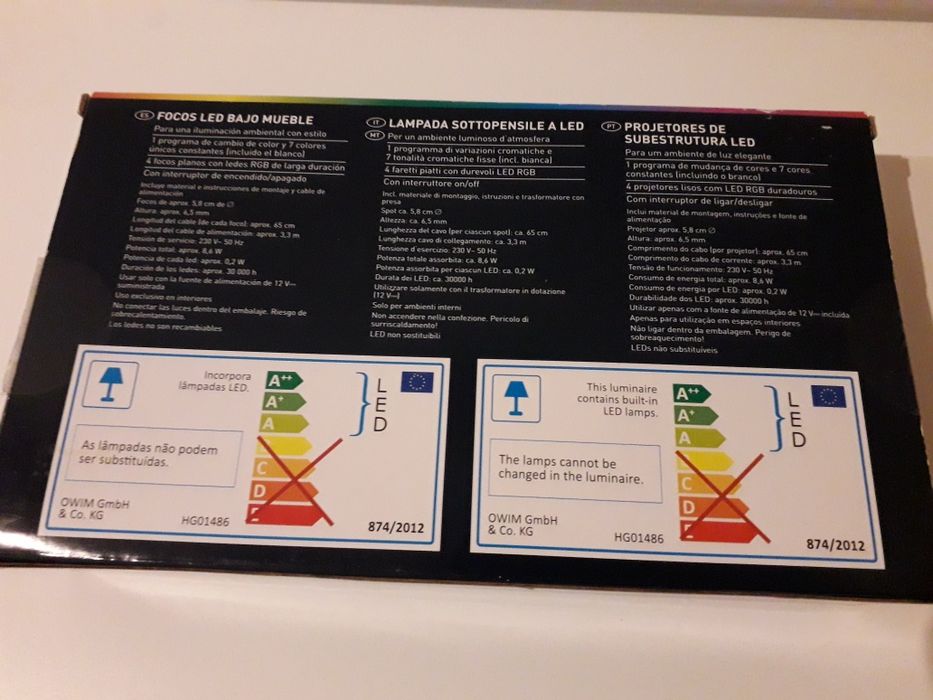 ES FOCOS LED BAJO MUEBLE
Para una iluminación ambiental con estilo
1 programa de cambio de color y 7 colores
únicos constantes (incluido el blanco)
4 focos planos con ledes RGB de larga duración
Con interruptor de encendido/apagado
Incluye material e instrucciones de montaje y cable de
alimentación
Focos de aprox. 5,8 cm de ∅
Altura: aprox. 6,5 mm
Longitud del cable (de cada foco): aprox. 65 cm
Longitud del cable de alimentación: aprox. 3,3 m
Tensión de servicio: 230 V~ 50 Hz
Potencia total: aprox. 8,6 W
Potencia de cada led: aprox. 0,2 W
Duración de los ledes: aprox. 30 000 h
Usar solo con la fuente de alimentación de 12 V⎓
suministrada
Uso exclusivo en interiores
No conectar las luces dentro del embalaje. Riesgo de
sobrecalentamiento.
Los ledes no son recambiables
IT
MT
LAMPADA SOTTOPENSILE A LED
Per un ambiente luminoso d'atmosfera
1 programma di variazioni cromatiche e
7 tonalità cromatiche fisse (incl. bianca)
4 faretti piatti con durevoli LED RGB
Con interruttore on/off
Incl. materiale di montaggio, istruzioni e trasformatore con
presa
Spot ca. 5,8 cm ∅
Altezza: ca. 6,5 mm
Lunghezza del cavo (per ciascun spot): ca. 65 cm
Lunghezza cavo di collegamento: ca. 3,3 m
Tensione d'esercizio: 230 V~ 50 Hz
Potenza totale assorbita: ca. 8,6 W
Potenza assorbita per ciascun LED: ca. 0,2 W
Durata dei LED: ca. 30000 h
Utilizzare solamente con il trasformatore in dotazione
(12 V⎓)
Solo per ambienti interni
Non accendere nella confezione. Pericolo di
surriscaldamento!
LED non sostituibili
PT PROJETORES DE
SUBESTRUTURA LED
Para um ambiente de luz elegante
1 programa de mudança de cores e 7 cores
constantes (incluindo o branco)
4 projetores lisos com LED RGB duradouros
Com interruptor de ligar/desligar
Inclui material de montagem, instruções e fonte de
alimentação
Projetor aprox. 5,8 cm ∅
Altura: aprox. 6,5 mm
Comprimento do cabo (por projetor): aprox. 65 cm
Comprimento do cabo de corrente: aprox. 3,3 m
Tensão de funcionamento: 230 V~ 50 Hz
Consumo de energia total: aprox. 8,6 W
Consumo de energia por LED: aprox. 0,2 W
Durabilidade dos LED: aprox. 30000 h
Utilizar apenas com a fonte de alimentação de 12 V⎓ incluída
Apenas para utilização em espaços interiores
Não ligar dentro da embalagem. Perigo de
sobreaquecimento!
LEDs não substituíveis
Incorpora
lâmpadas LED.
A++
A+
A
C
D
E
LED
As lâmpadas não podem
ser substituídas.
OWIM GmbH
& Co. KG
HG01486
874/2012
This luminaire
contains built-in
LED lamps.
A++
A+
A
C
D
E
LED
The lamps cannot be
changed in the luminaire.
OWIM GmbH
& Co. KG
HG01486
874/2012